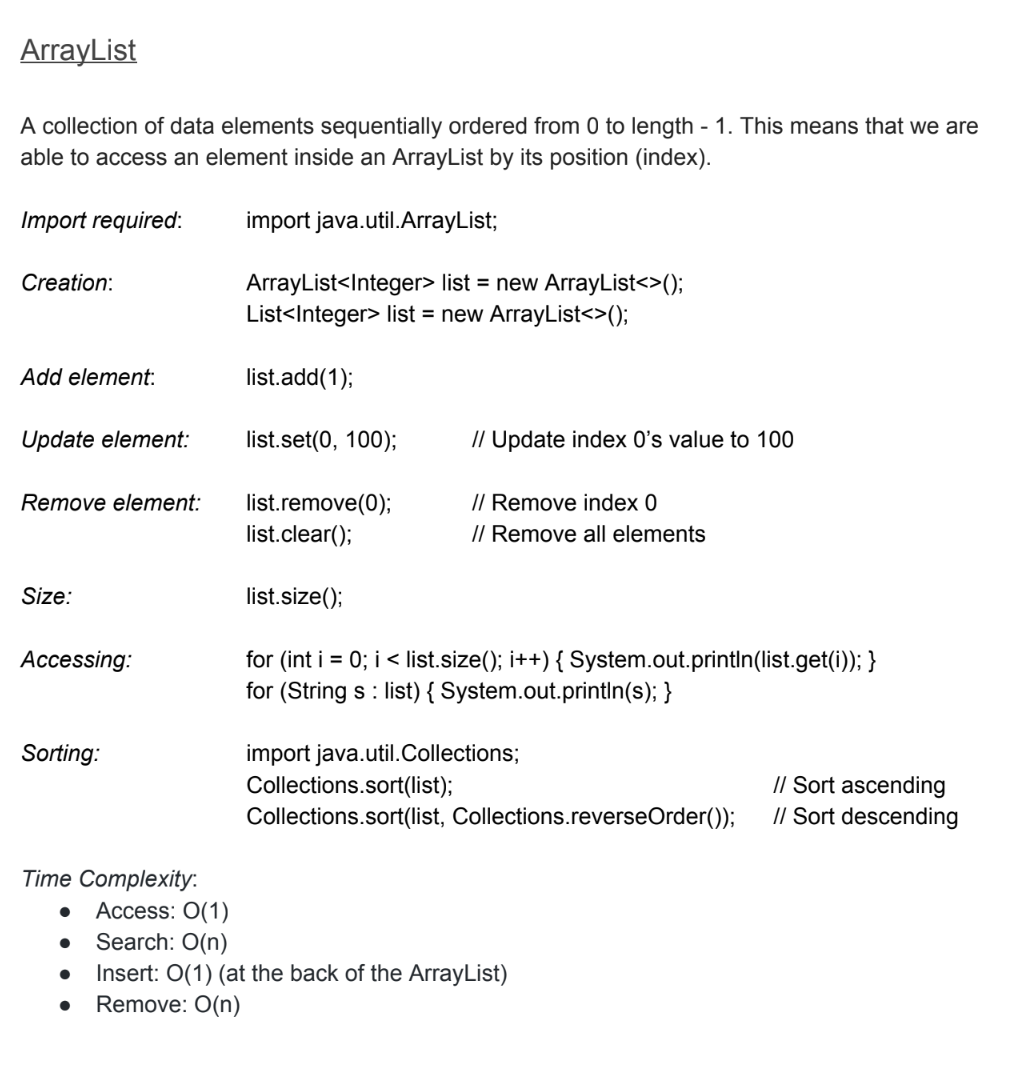 ArrayList
A collection of data elements sequentially ordered from 0 to length - 1. This means that we are
able to access an element inside an ArrayList by its position (index).
Import required: import java.util.ArrayList;
Creation: ArrayList<Integer> list = new ArrayList<>();
List<Integer> list = new ArrayList<>();
Add element: list.add(1);
Update element: list.set(0, 100); // Update index 0’s value to 100
Remove element: list.remove(0); // Remove index 0
list.clear(); // Remove all elements
Size: list.size();
Accessing: for (int i = 0; i < list.size(); i++) { System.out.println(list.get(i)); }
for (String s : list) { System.out.println(s); }
Sorting: import java.util.Collections;
Collections.sort(list); // Sort ascending
Collections.sort(list, Collections.reverseOrder()); // Sort descending
Time Complexity:
● Access: O(1)
● Search: O(n)
● Insert: O(1) (at the back of the ArrayList)
● Remove: O(n)